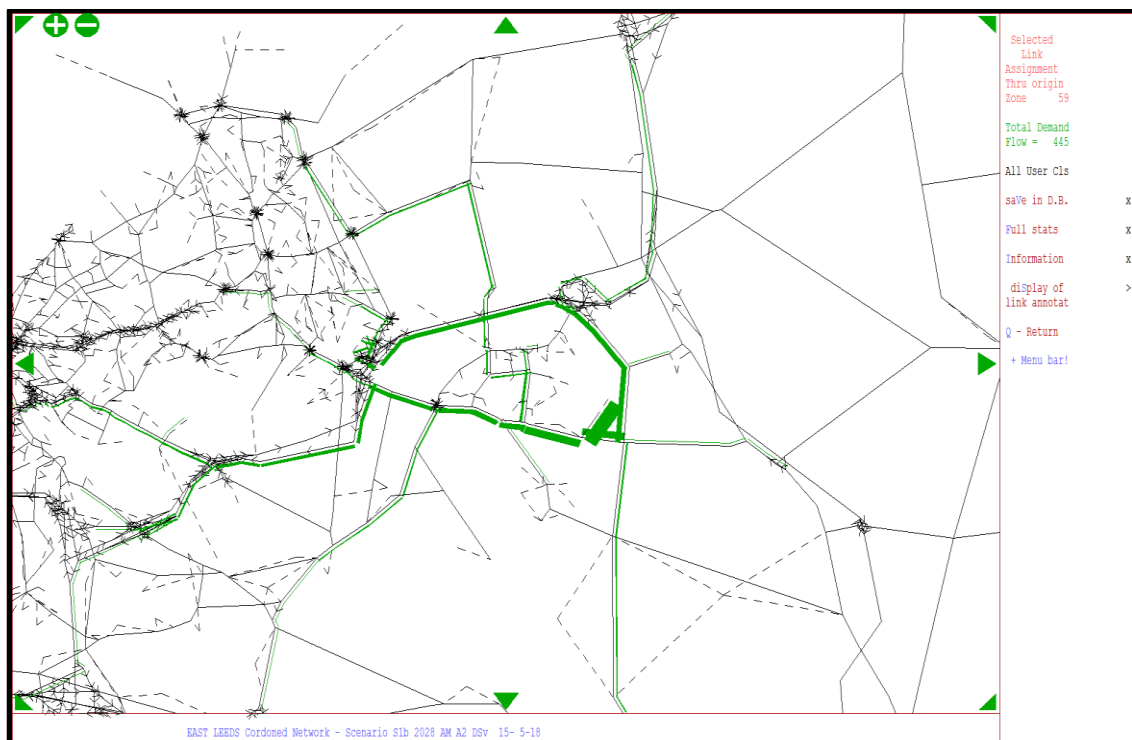 Selected
Link
Assignment
Thru origin
Zone 59
Total Demand
Flow = 445
All User Cls
saVe in D.B. x
Full stats x
Information x
diSplay of >
link annotat
Q - Return
+ Menu bar!
EAST LEEDS Cordoned Network - Scenario S1b 2028 AM A2 DSv 15- 5-18